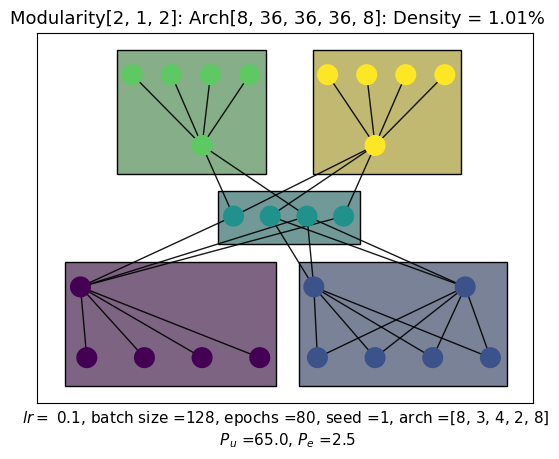 Modularity[2, 1, 2]: Arch[8, 36, 36, 36, 8]: Density = 1.01%
lr = 0.1, batch size =128, epochs =80, seed =1, arch =[8, 3, 4, 2, 8]
P_u =65.0, P_e =2.5